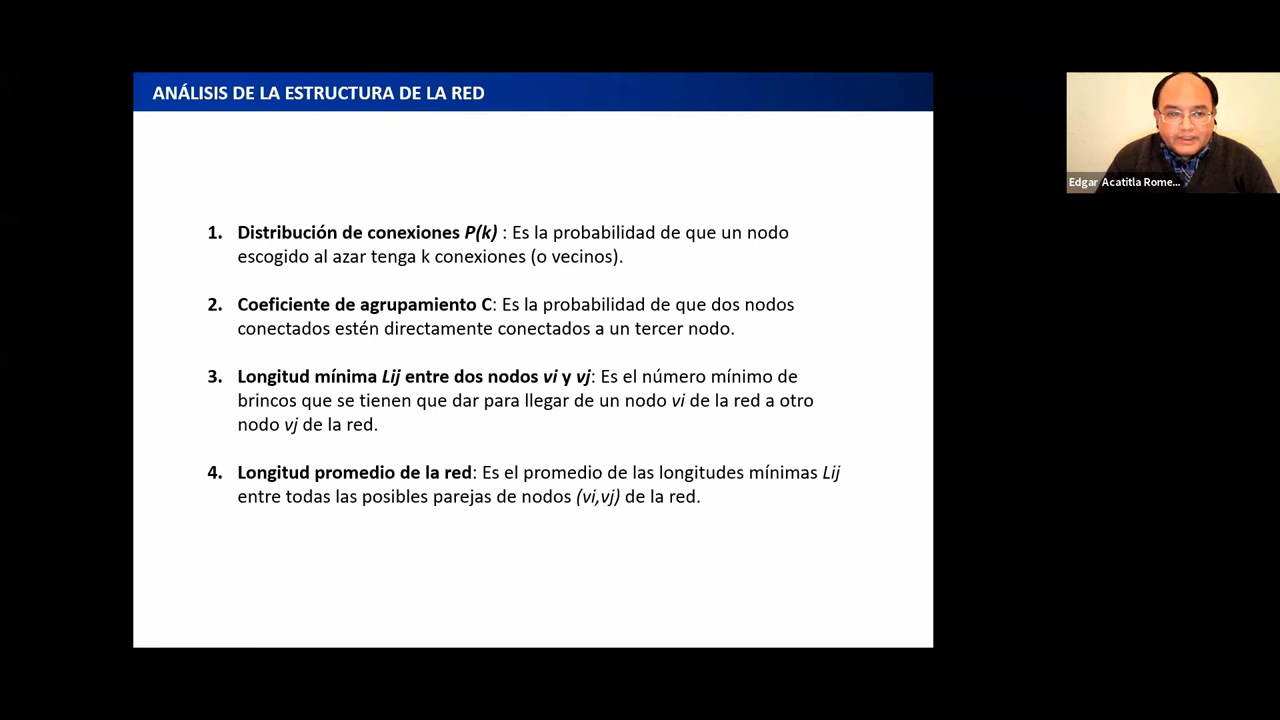 ANÁLISIS DE LA ESTRUCTURA DE LA RED
1. Distribución de conexiones P(k) : Es la probabilidad de que un nodo
escogido al azar tenga k conexiones (o vecinos).
2. Coeficiente de agrupamiento C: Es la probabilidad de que dos nodos
conectados estén directamente conectados a un tercer nodo.
3. Longitud mínima Lij entre dos nodos vi y vj: Es el número mínimo de
brincos que se tienen que dar para llegar de un nodo vi de la red a otro
nodo vj de la red.
4. Longitud promedio de la red: Es el promedio de las longitudes mínimas Lij
entre todas las posibles parejas de nodos (vi,vj) de la red.
Edgar Acatitla Rome...